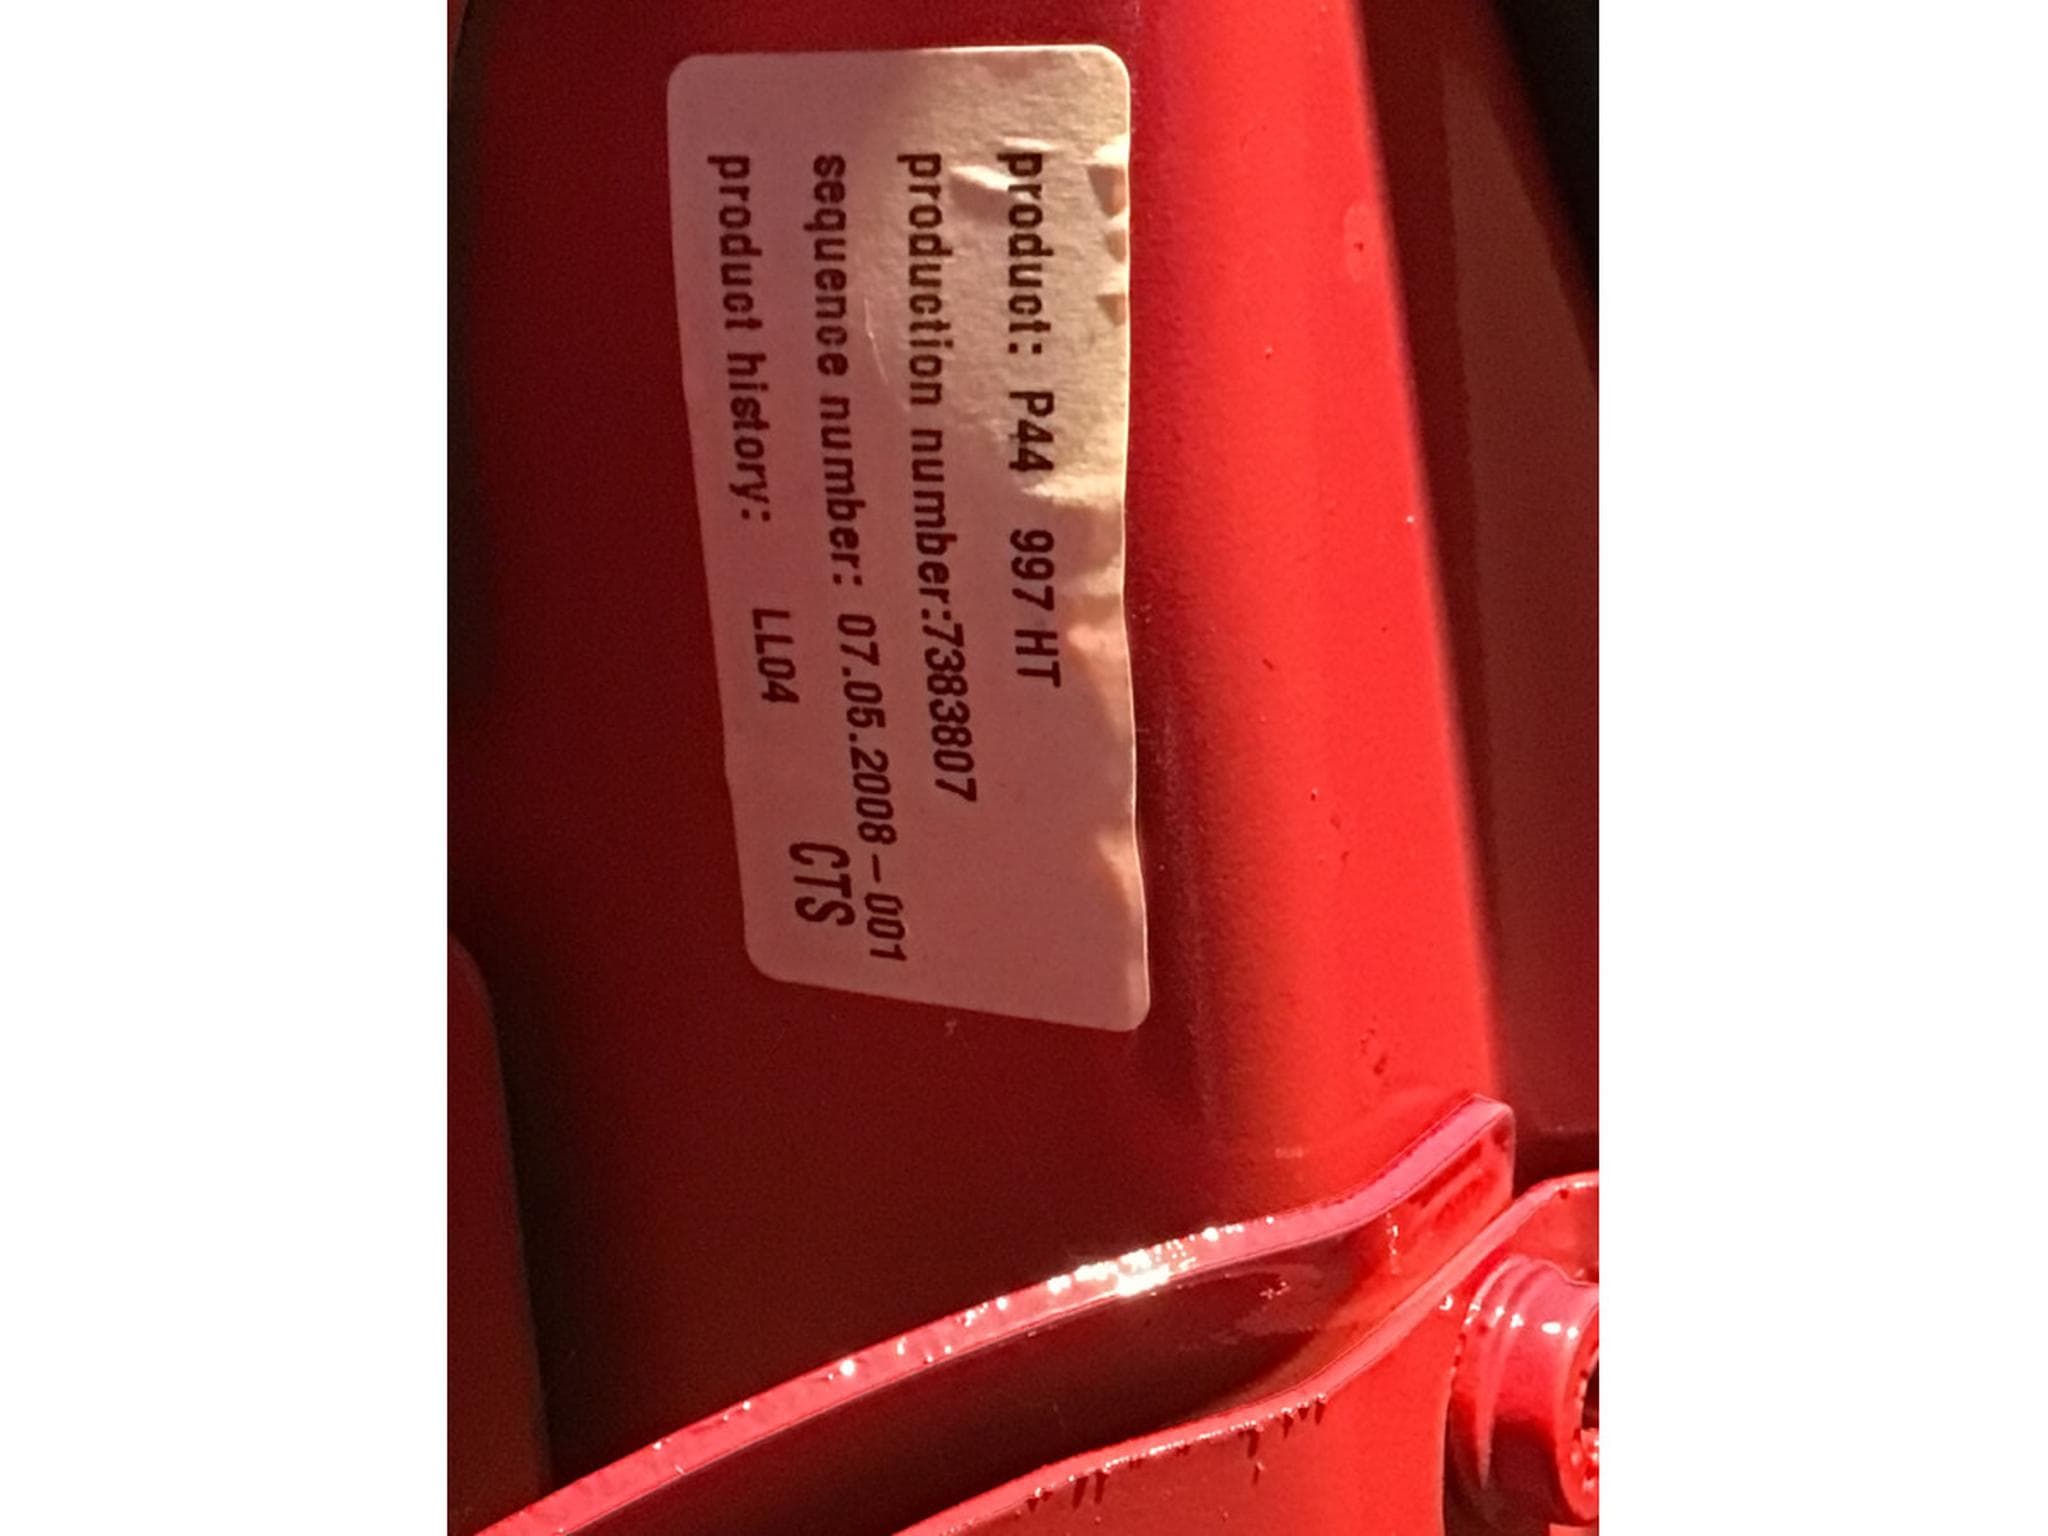 product: P44 997 HT
production number:7383807
sequence number: 07.05.2008-001
product history: LL04
CTS